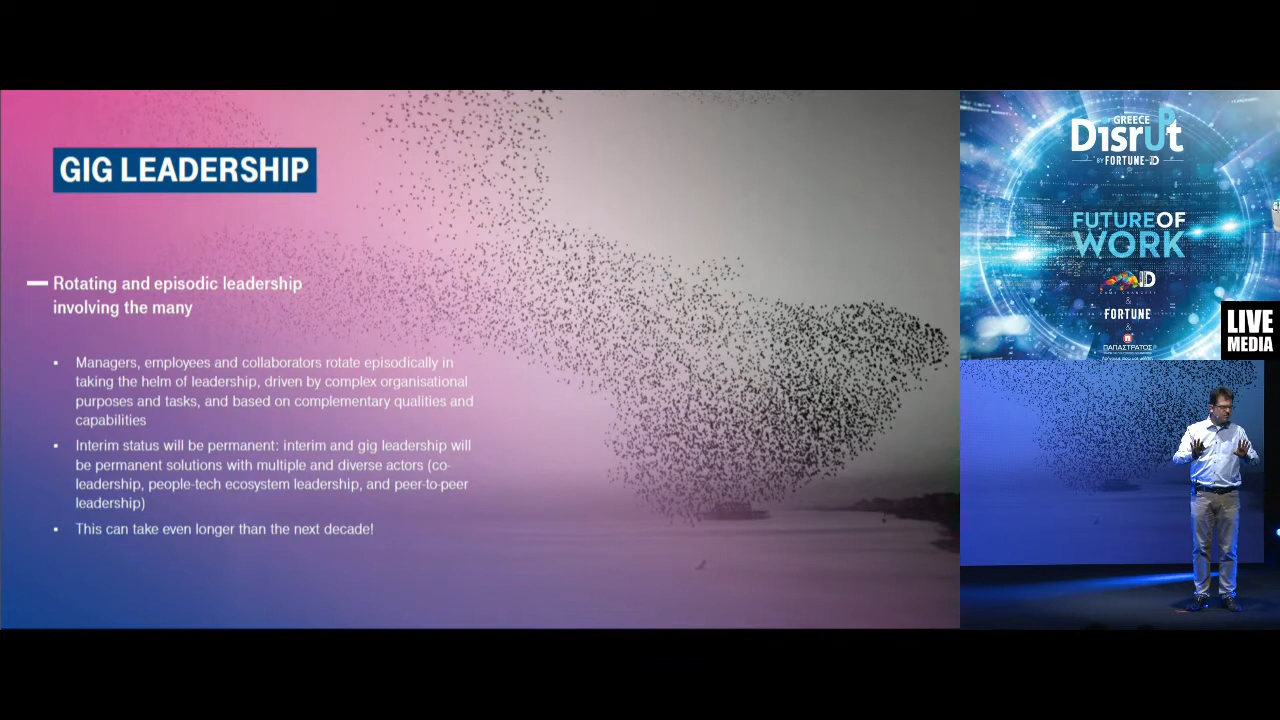 GIG LEADERSHIP
Rotating and episodic leadership
involving the many
▪ Managers, employees and collaborators rotate episodically in
taking the helm of leadership, driven by complex organisational
purposes and tasks, and based on complementary qualities and
capabilities
▪ Interim status will be permanent: interim and gig leadership will
be permanent solutions with multiple and diverse actors (co-
leadership, people-tech ecosystem leadership, and peer-to-peer
leadership)
▪ This can take even longer than the next decade!
GREECE
DISrUPt
BY FORTUNE
FUTURE OF
WORK
&
FORTUNE
&
ΠΑΠΑΣΤΡΑΤΟΣ
LIVE
MEDIA